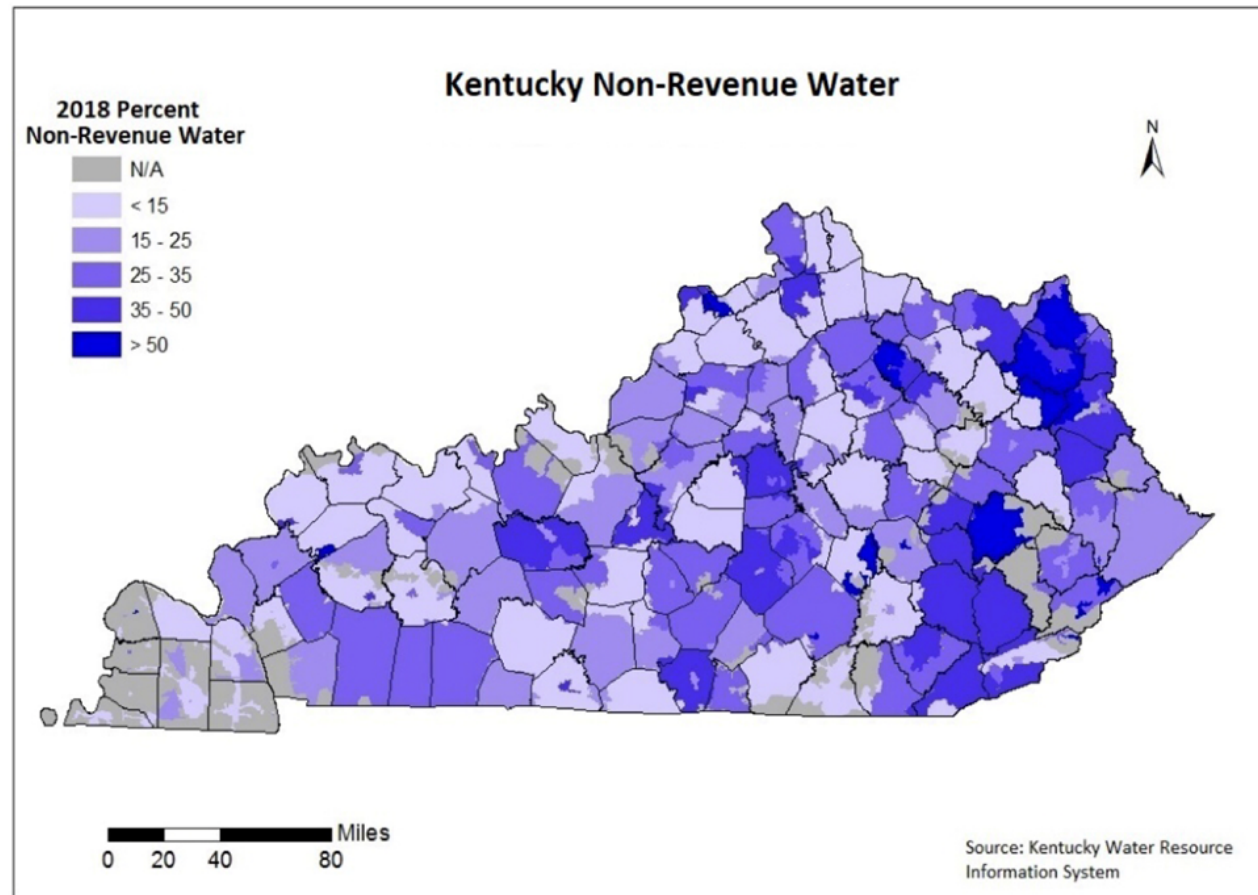 Kentucky Non-Revenue Water
2018 Percent
Non-Revenue Water
N/A
< 15
15 - 25
25 - 35
35 - 50
> 50
N
Miles
0 20 40 80
Source: Kentucky Water Resource
Information System